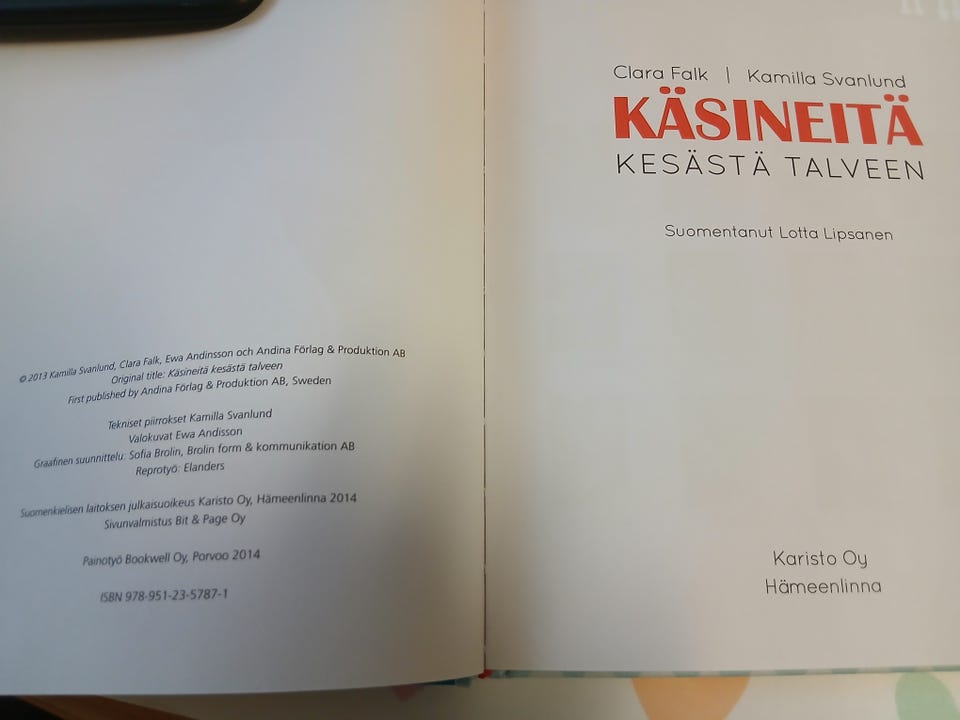 © 2013 Kamilla Svanlund, Clara Falk, Ewa Andinsson och Andina Förlag & Produktion AB
Original title: Käsineitä kesästä talveen
First published by Andina Förlag & Produktion AB, Sweden
Tekniset piirrokset Kamilla Svanlund
Valokuvat Ewa Andisson
Graafinen suunnittelu: Sofia Brolin, Brolin form & kommunikation AB
Reprotyö: Elanders
Suomenkielisen laitoksen julkaisuoikeus Karisto Oy, Hämeenlinna 2014
Sivunvalmistus Bit & Page Oy
Painotyö Bookwell Oy, Porvoo 2014
ISBN 978-951-23-5787-1
Clara Falk | Kamilla Svanlund
KÄSINEITÄ
KESÄSTÄ TALVEEN
Suomentanut Lotta Lipsanen
Karisto Oy
Hämeenlinna